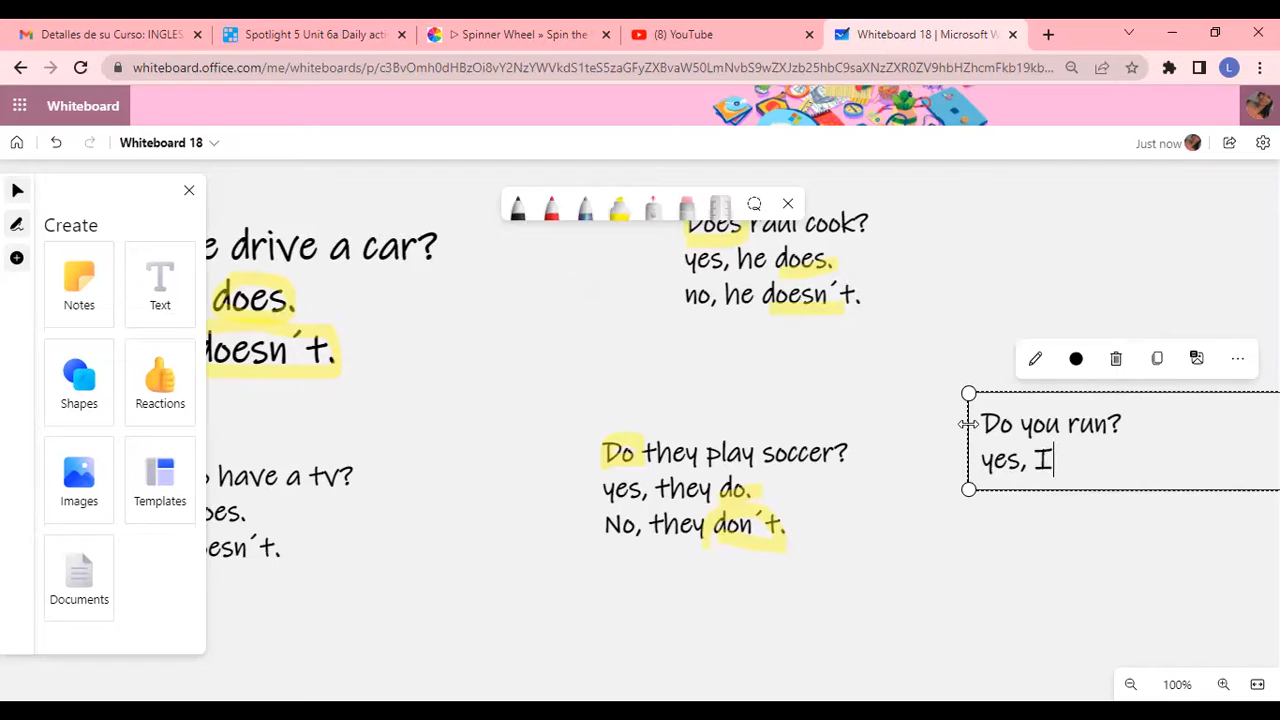 Detalles de su Curso: INGLES
Spotlight 5 Unit 6a Daily acti
▷ Spinner Wheel » Spin the
(8) YouTube
Whiteboard 18 | Microsoft W
Whiteboard
L
Whiteboard 18
Just now
Create
Notes
Text
Shapes
Reactions
Images
Templates
Documents
e drive a car?
does.
doesn´t.
Does raul cook?
yes, he does.
no, he doesn´t.
Do you run?
yes, I
have a tv?
oes.
esn´t.
Do they play soccer?
yes, they do.
No, they don´t.
100%